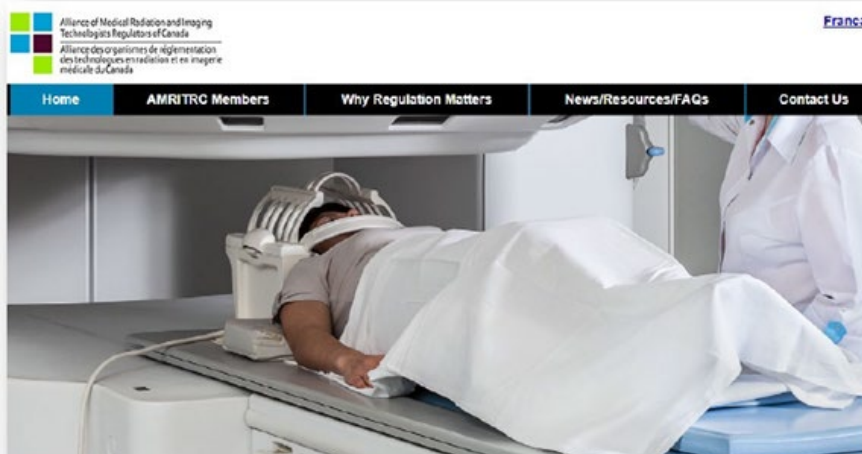 Alliance of Medical Radiation and Imaging
Technologists Regulators of Canada
Alliance des organismes de réglementation
des technologues en radiation et en imagerie
médicale du Canada
Franca
Home
AMRITRC Members
Why Regulation Matters
News/Resources/FAQs
Contact Us